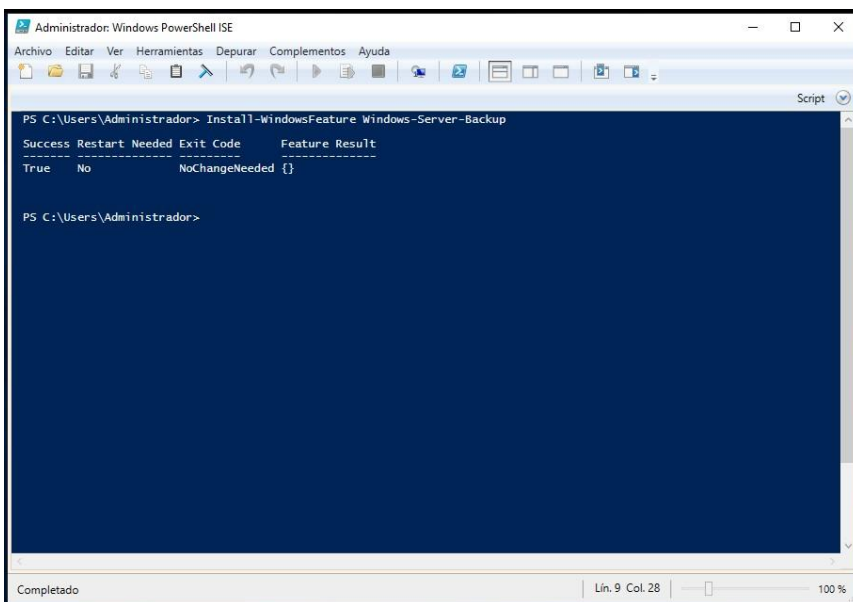 Administrador: Windows PowerShell ISE
Archivo Editar Ver Herramientas Depurar Complementos Ayuda
Script
PS C:\Users\Administrador> Install-WindowsFeature Windows-Server-Backup
Success Restart Needed Exit Code      Feature Result
------- -------------- ---------      --------------
True    No             NoChangeNeeded {}
PS C:\Users\Administrador>
Completado
Lín. 9 Col. 28
100 %